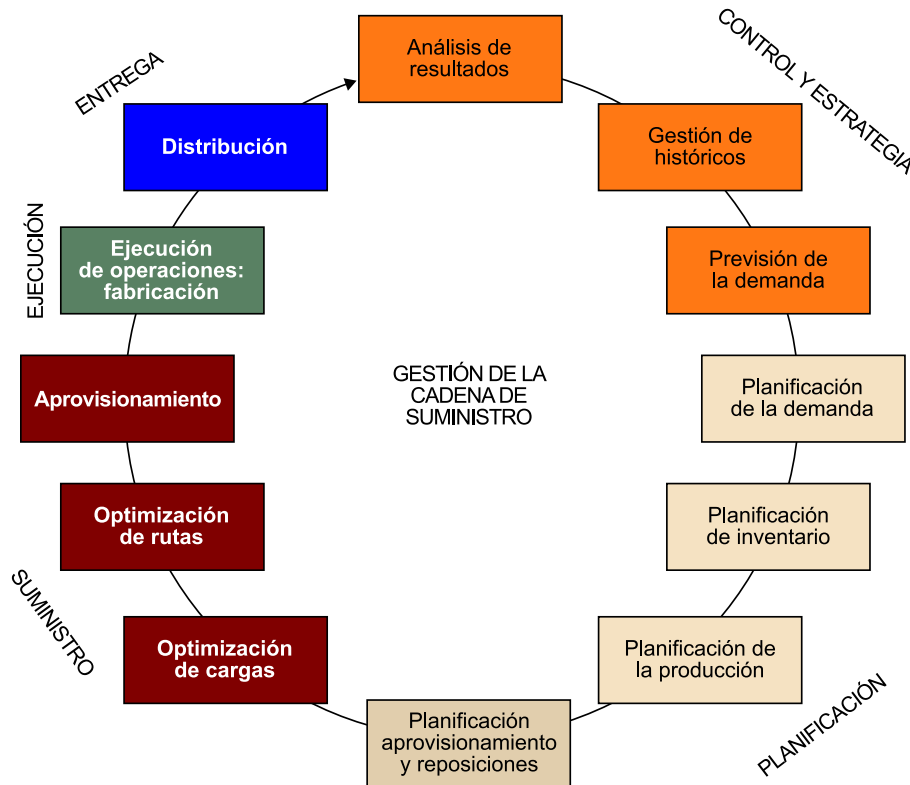 Análisis de
resultados
CONTROL Y ESTRATEGIA
Gestión de
históricos
Previsión de
la demanda
Planificación
de la demanda
Planificación
de inventario
Planificación de
la producción
PLANIFICACIÓN
Planificación
aprovisionamiento
y reposiciones
Optimización
de cargas
SUMINISTRO
Optimización
de rutas
Aprovisionamiento
Ejecución
de operaciones:
fabricación
EJECUCIÓN
Distribución
ENTREGA
GESTIÓN DE LA
CADENA DE
SUMINISTRO